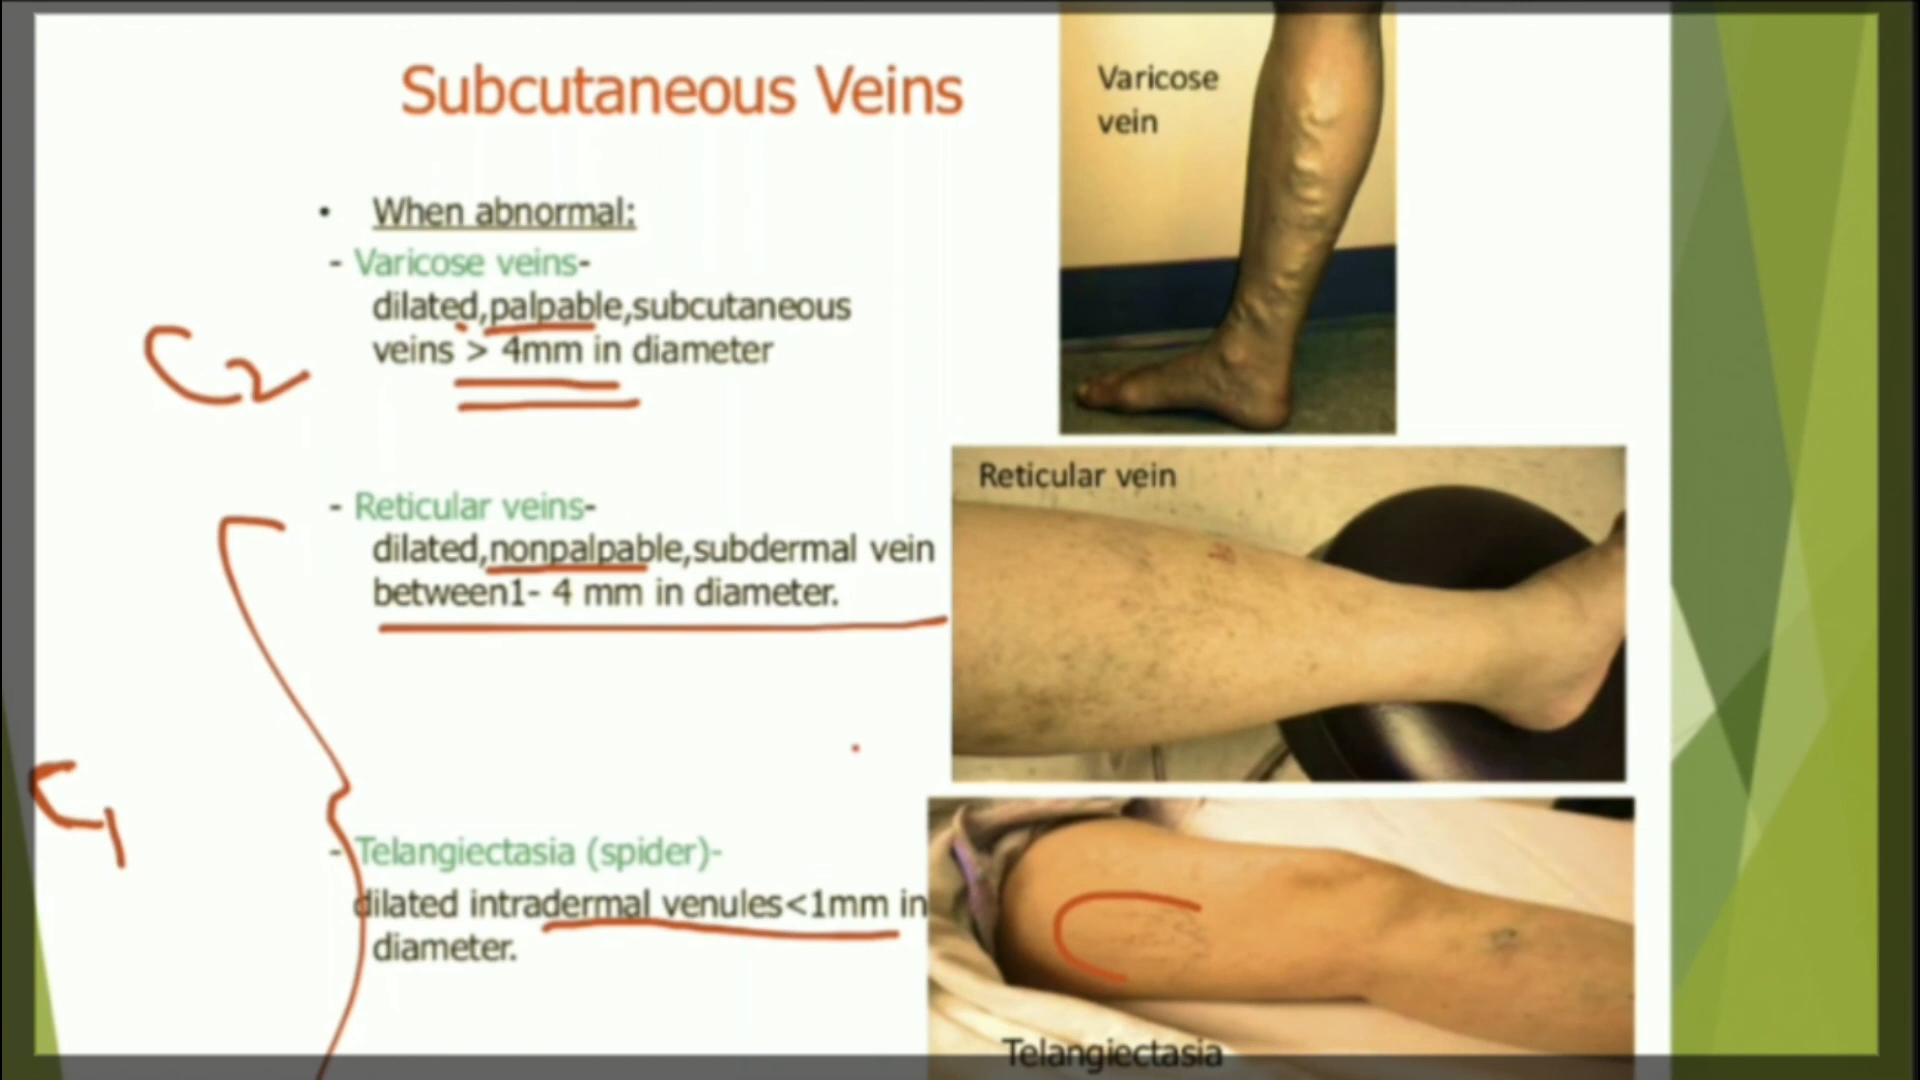 Subcutaneous Veins
• When abnormal:
- Varicose veins-
dilated,palpable,subcutaneous
veins > 4mm in diameter
C2
- Reticular veins-
dilated,nonpalpable,subdermal vein
between1- 4 mm in diameter.
C1
- Telangiectasia (spider)-
dilated intradermal venules<1mm in
diameter.
Varicose
vein
Reticular vein
Telangiectasia